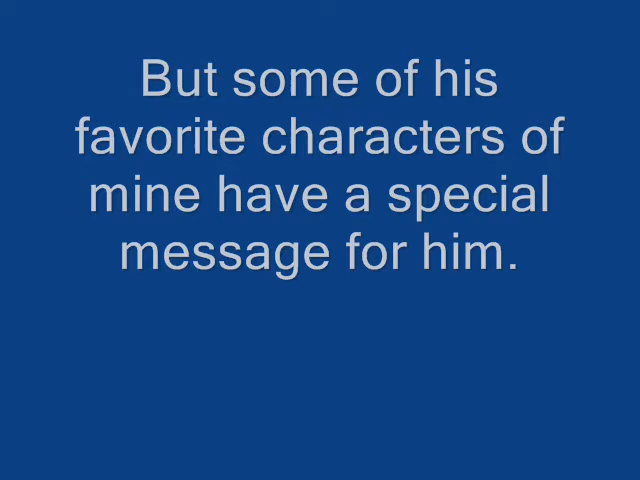 But some of his
favorite characters of
mine have a special
message for him.